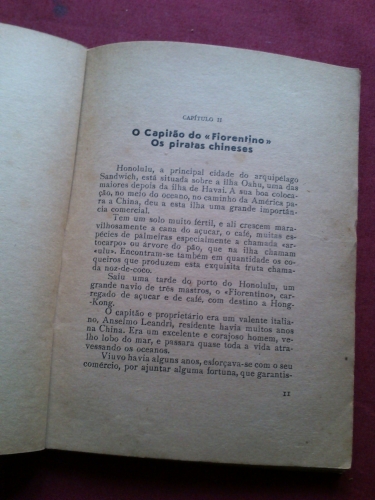 CAPÍTULO II
O Capitão do «Fiorentino»
Os piratas chineses
Honolulu, a principal cidade do arquipélago
Sandwich, está situada sobre a ilha Oahu, uma das
maiores depois da ilha de Havaí. A sua boa coloca-
ção, no meio do oceano, no caminho da América pa-
ra a China, deu a esta ilha uma grande importân-
cia comercial.
Tem um solo muito fértil, e ali crescem mara-
vilhosamente a cana do açucar, o café, muitas es-
pécies de palmeiras especialmente a chamada «ar-
tocarpo» ou árvore do pão, que na ilha chamam
«ulu». Encontram-se também em quantidade os co-
queiros que produsem esta exquisita fruta chama-
da noz-de-coco.
Saíu uma tarde do porto do Honolulu, um
grande navio de três mastros, o «Fiorentino», car-
regado de açucar e de café, com destino a Hong-
-Kong.
O capitão e proprietário era um valente italia-
no, Anselmo Leandri, residente havia muitos anos
na China. Era um excelente e corajoso homem, ve-
lho lobo do mar, e passara quase toda a vida atra-
vessando os oceanos.
Viuvo havia alguns anos, esforçava-se com o seu
comércio, por ajuntar alguma fortuna, que garantis-
11